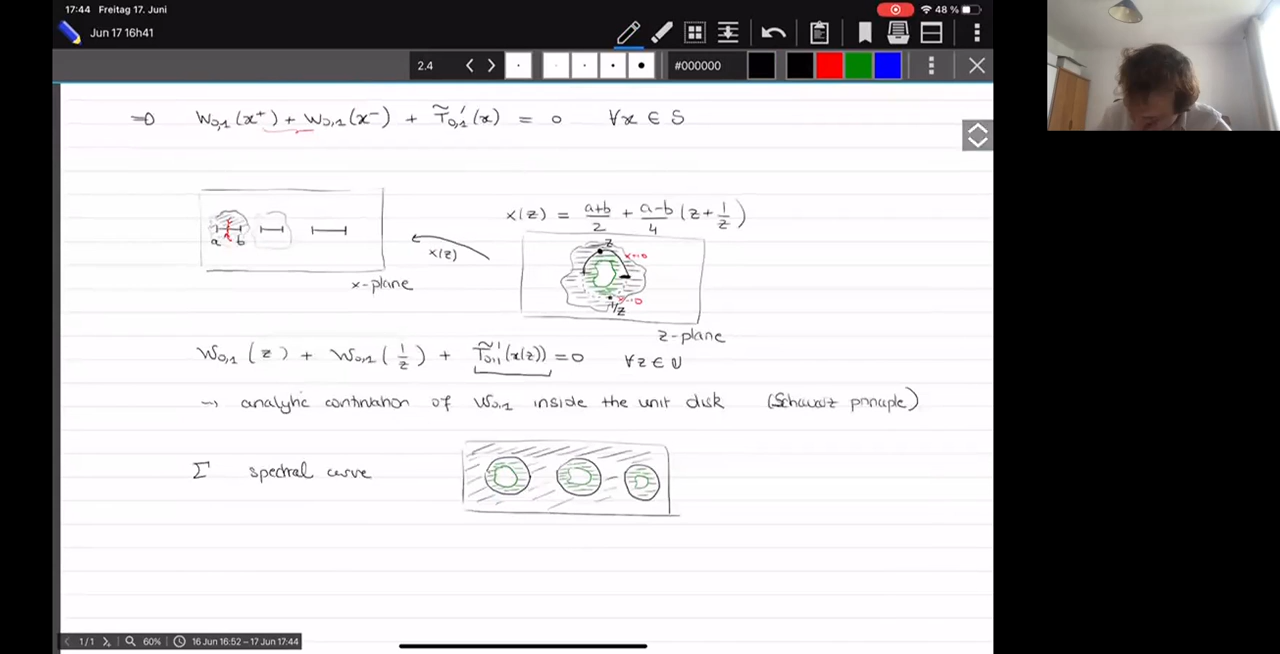 17:44 Freitag 17. Juni 48 %
Jun 17 16h41
2.4 #000000
⇒ W₀,₁(x⁺) + W₀,₁(x⁻) + T̃₀,₁'(x) = 0 ∀x ∈ S
x(z) = (a+b)/2 + (a-b)/4 (z + 1/z)
a b
x(z)
z
x-plane
1/z
z-plane
W₀,₁(z) + W₀,₁(1/z) + T̃₀,₁'(x(z)) = 0 ∀z ∈ U
⇝ analytic continuation of W₀,₁ inside the unit disk (Schwarz principle)
Σ spectral curve
1/1 60% 16 Jun 16:52 – 17 Jun 17:44